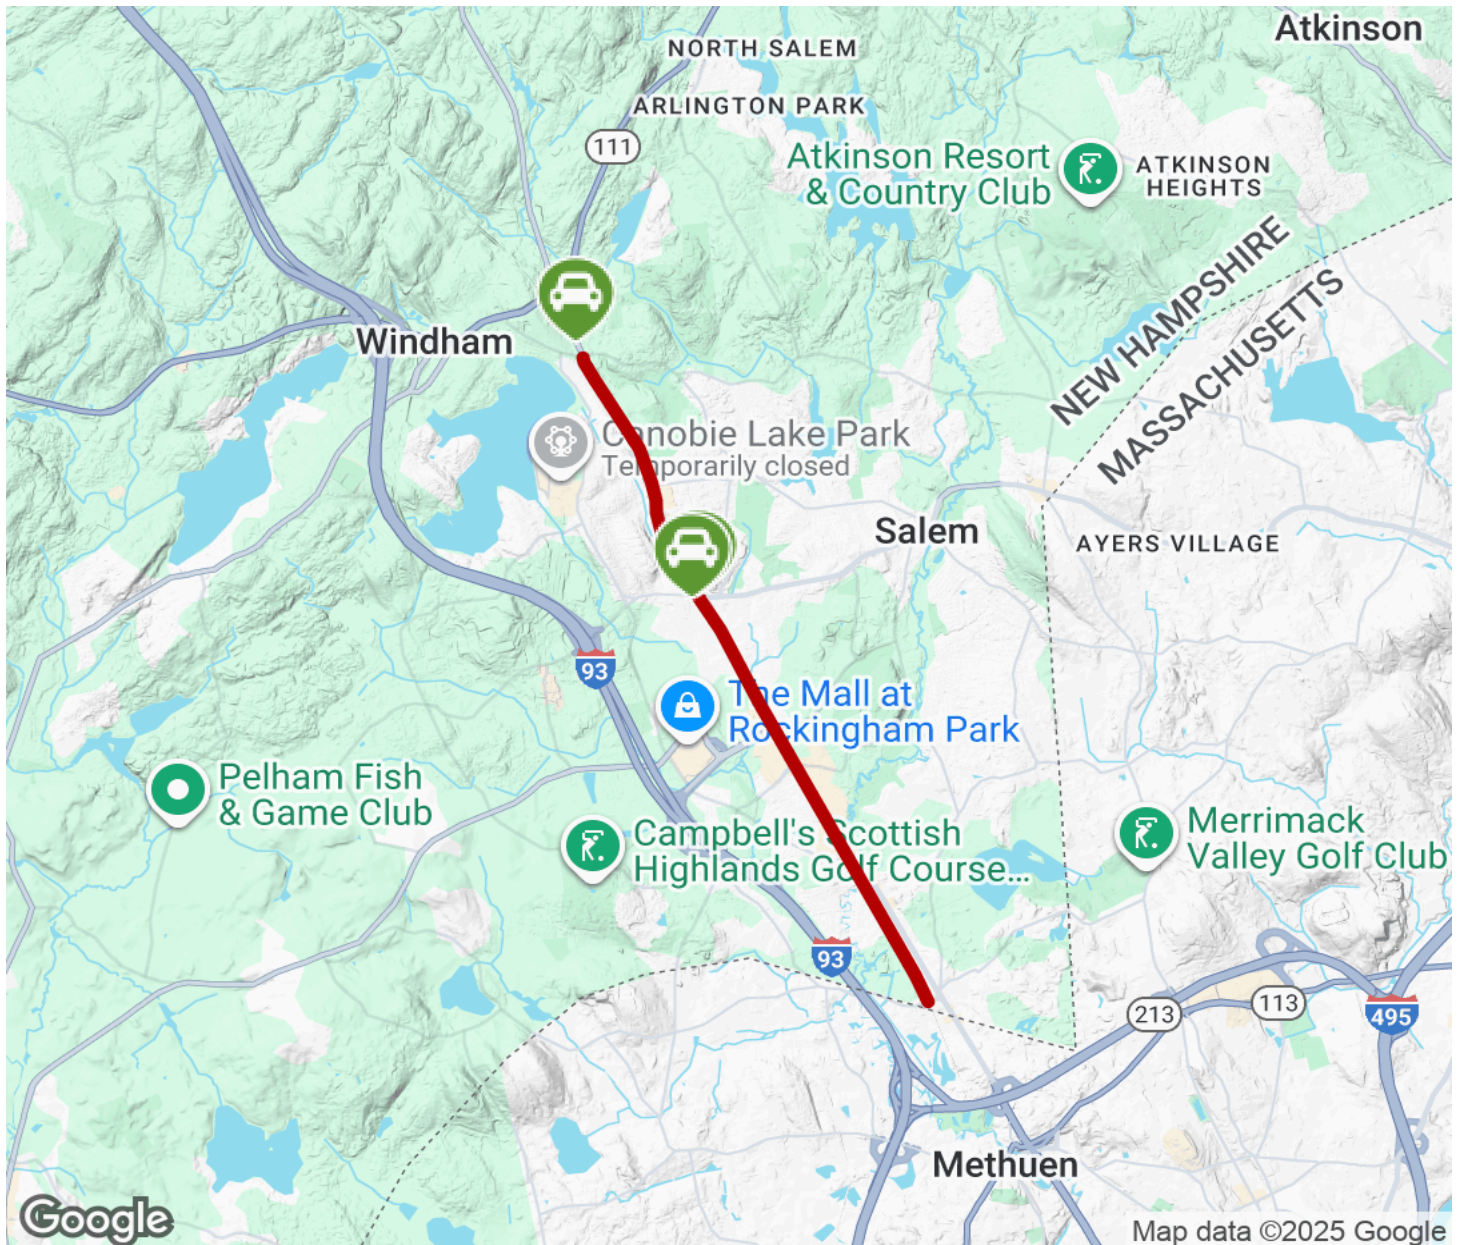 Atkinson
NORTH SALEM
ARLINGTON PARK
111
Atkinson Resort
& Country Club
ATKINSON
HEIGHTS
NEW HAMPSHIRE
MASSACHUSETTS
Windham
Canobie Lake Park
Temporarily closed
Salem
AYERS VILLAGE
93
The Mall at
Rockingham Park
Pelham Fish
& Game Club
Campbell's Scottish
Highlands Golf Course...
Merrimack
Valley Golf Club
93
213
113
495
Methuen
Google
Map data ©2025 Google